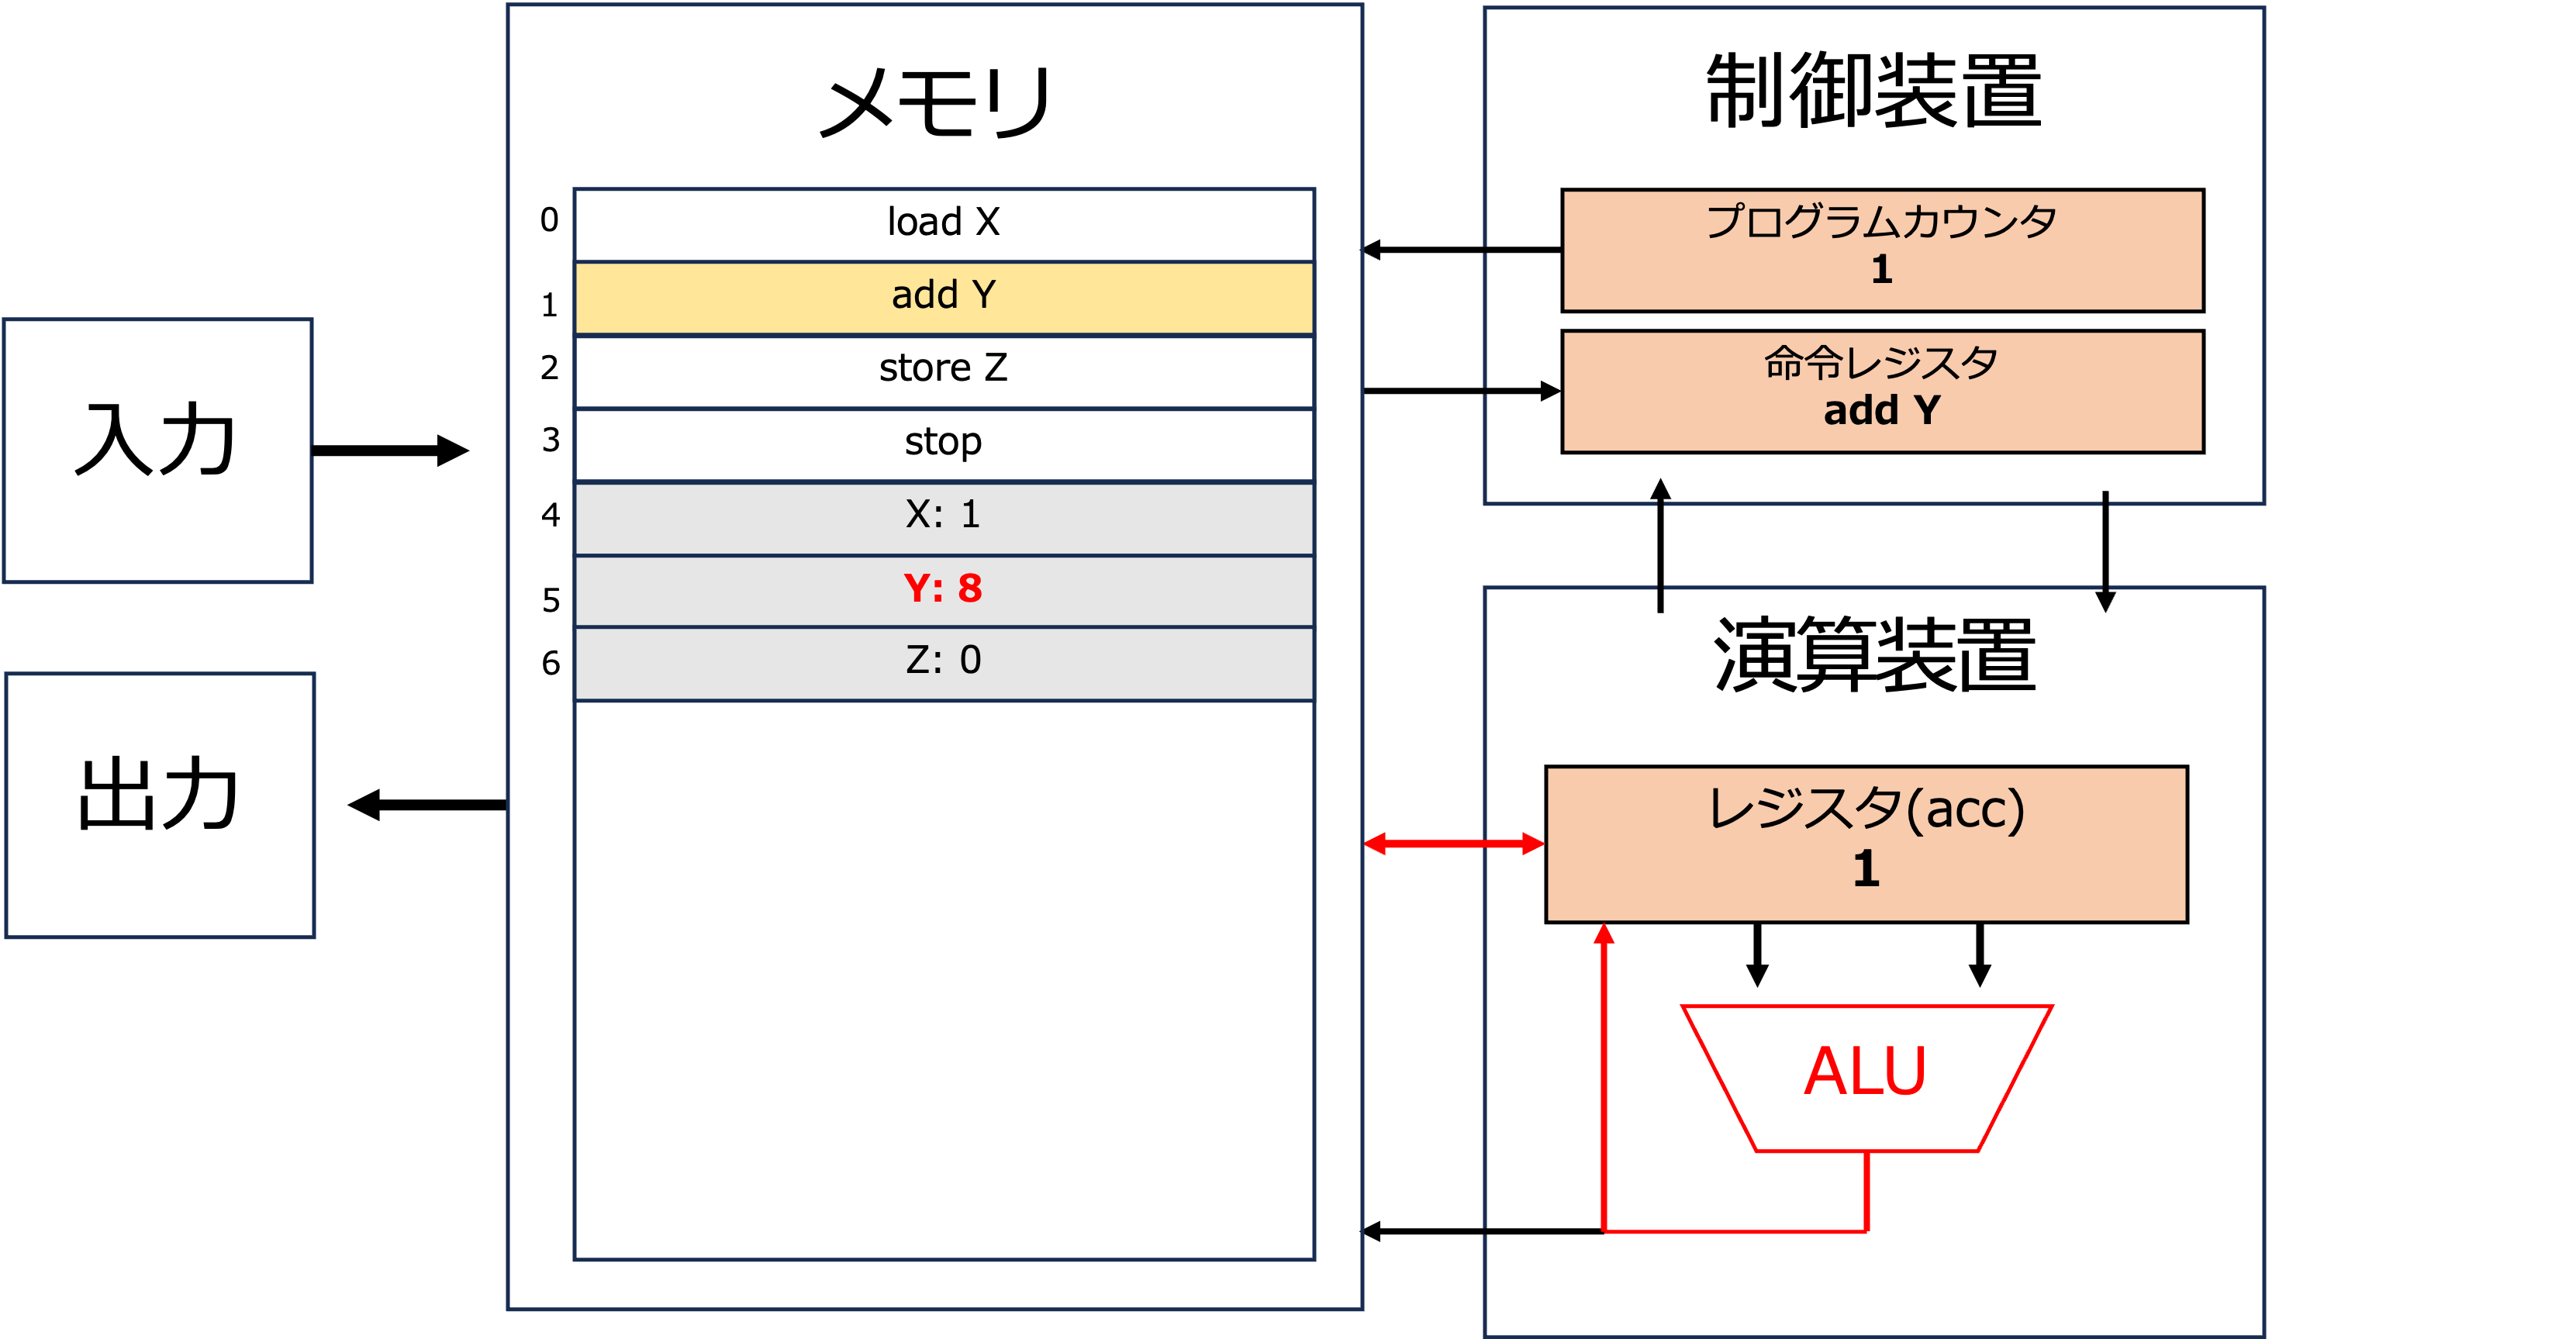 入力
出力
メモリ
0
load X
1
add Y
2
store Z
3
stop
4
X: 1
5
Y: 8
6
Z: 0
制御装置
プログラムカウンタ
1
命令レジスタ
add Y
演算装置
レジスタ(acc)
1
ALU